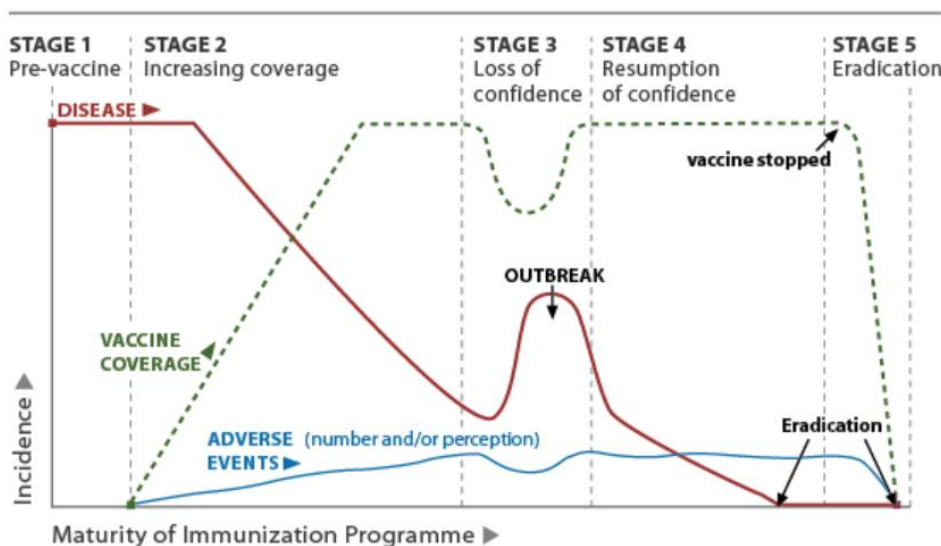 STAGE 1
Pre-vaccine
STAGE 2
Increasing coverage
STAGE 3
Loss of
confidence
STAGE 4
Resumption
of confidence
STAGE 5
Eradication
DISEASE ►
vaccine stopped
OUTBREAK
VACCINE
COVERAGE
ADVERSE (number and/or perception)
EVENTS ►
Eradication
Incidence ►
Maturity of Immunization Programme ►